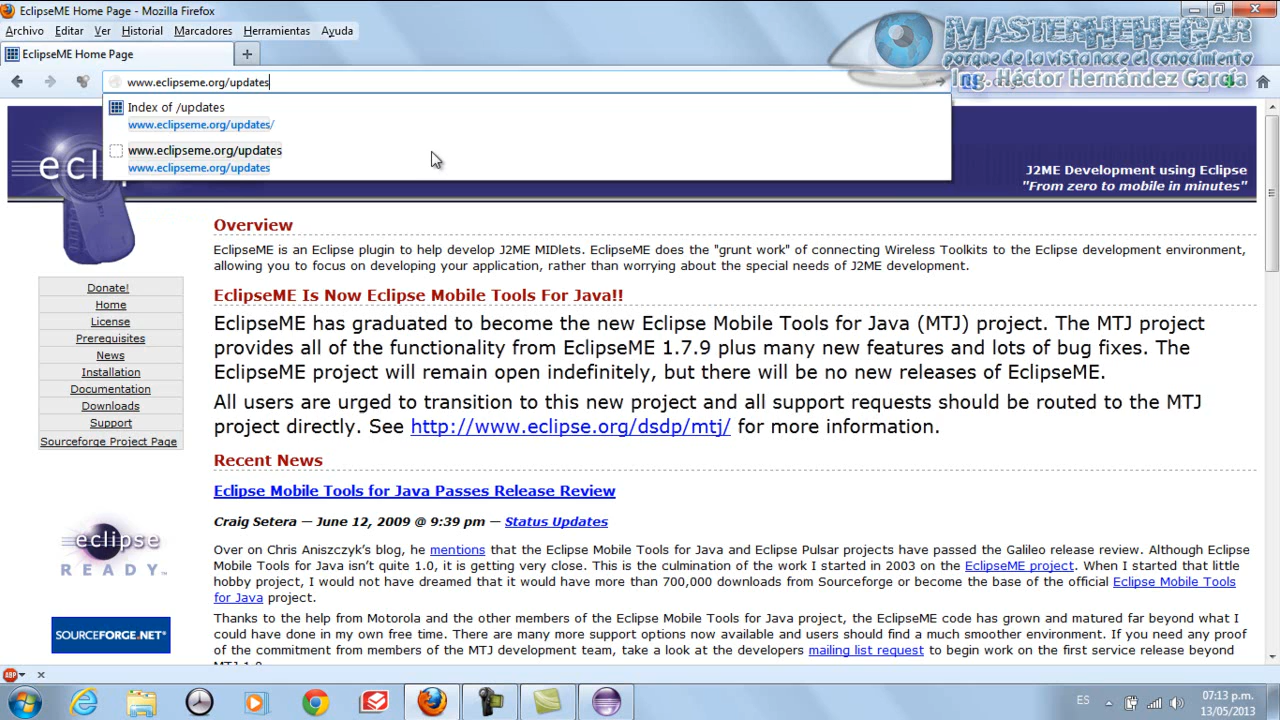 EclipseME Home Page - Mozilla Firefox
Archivo Editar Ver Historial Marcadores Herramientas Ayuda
MASTERHEHEGAR
porque de la vista nace el conocimiento
Ing. Héctor Hernández García
EclipseME Home Page
www.eclipseme.org/updates
Index of /updates
www.eclipseme.org/updates/
www.eclipseme.org/updates
www.eclipseme.org/updates
ecl
J2ME Development using Eclipse
"From zero to mobile in minutes"
Donate!
Home
License
Prerequisites
News
Installation
Documentation
Downloads
Support
Sourceforge Project Page
eclipse
READY™
SOURCEFORGE.NET®
Overview
EclipseME is an Eclipse plugin to help develop J2ME MIDlets. EclipseME does the "grunt work" of connecting Wireless Toolkits to the Eclipse development environment,
allowing you to focus on developing your application, rather than worrying about the special needs of J2ME development.
EclipseME Is Now Eclipse Mobile Tools For Java!!
EclipseME has graduated to become the new Eclipse Mobile Tools for Java (MTJ) project. The MTJ project
provides all of the functionality from EclipseME 1.7.9 plus many new features and lots of bug fixes. The
EclipseME project will remain open indefinitely, but there will be no new releases of EclipseME.
All users are urged to transition to this new project and all support requests should be routed to the MTJ
project directly. See http://www.eclipse.org/dsdp/mtj/ for more information.
Recent News
Eclipse Mobile Tools for Java Passes Release Review
Craig Setera — June 12, 2009 @ 9:39 pm — Status Updates
Over on Chris Aniszczyk's blog, he mentions that the Eclipse Mobile Tools for Java and Eclipse Pulsar projects have passed the Galileo release review. Although Eclipse
Mobile Tools for Java isn't quite 1.0, it is getting very close. This is the culmination of the work I started in 2003 on the EclipseME project. When I started that little
hobby project, I would not have dreamed that it would have more than 700,000 downloads from Sourceforge or become the base of the official Eclipse Mobile Tools
for Java project.
Thanks to the help from Motorola and the other members of the Eclipse Mobile Tools for Java project, the EclipseME code has grown and matured far beyond what I
could have done in my own free time. There are many more support options now available and users should find a much smoother environment. If you need any proof
of the commitment from members of the MTJ development team, take a look at the developers mailing list request to begin work on the first service release beyond
MTJ 1.0
ABP
ES
07:13 p.m.
13/05/2013